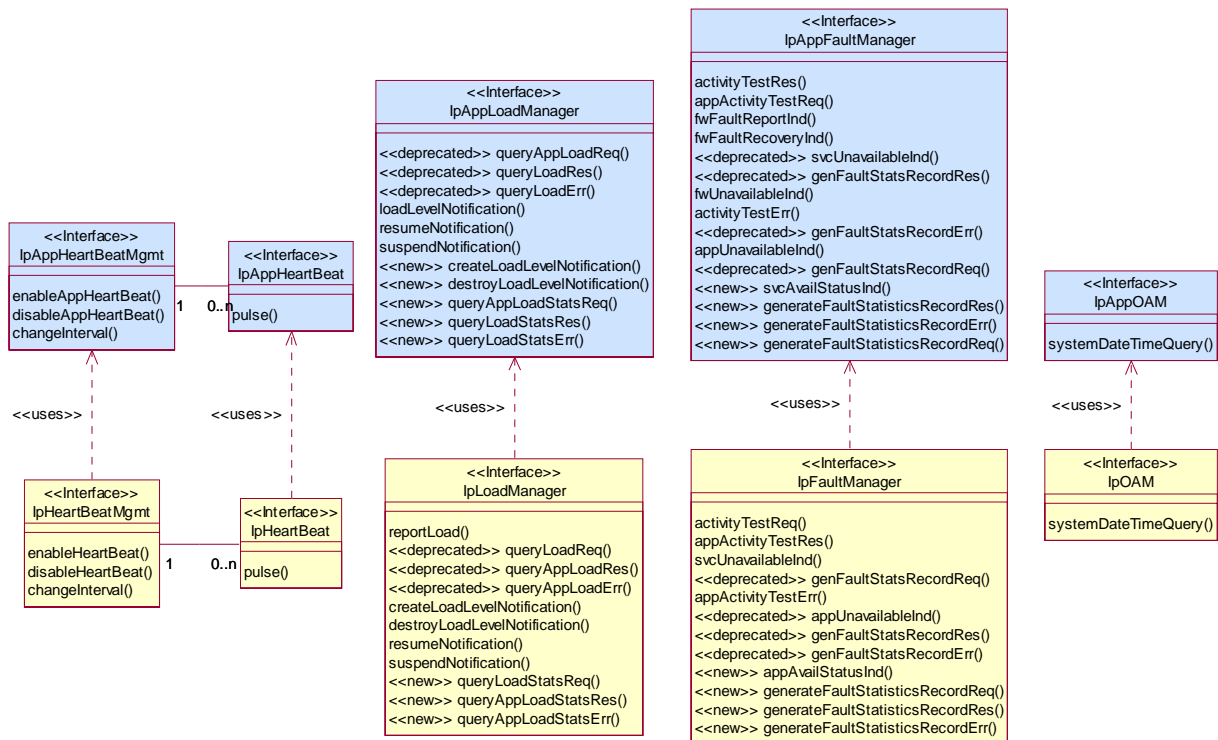 <<Interface>>
IpAppHeartBeatMgmt
enableAppHeartBeat()
disableAppHeartBeat()
changeInterval()
1
0..n
<<Interface>>
IpAppHeartBeat
pulse()
<<Interface>>
IpAppLoadManager
<<deprecated>> queryAppLoadReq()
<<deprecated>> queryLoadRes()
<<deprecated>> queryLoadErr()
loadLevelNotification()
resumeNotification()
suspendNotification()
<<new>> createLoadLevelNotification()
<<new>> destroyLoadLevelNotification()
<<new>> queryAppLoadStatsReq()
<<new>> queryLoadStatsRes()
<<new>> queryLoadStatsErr()
<<Interface>>
IpAppFaultManager
activityTestRes()
appActivityTestReq()
fwFaultReportInd()
fwFaultRecoveryInd()
<<deprecated>> svcUnavailableInd()
<<deprecated>> genFaultStatsRecordRes()
fwUnavailableInd()
activityTestErr()
<<deprecated>> genFaultStatsRecordErr()
appUnavailableInd()
<<deprecated>> genFaultStatsRecordReq()
<<new>> svcAvailStatusInd()
<<new>> generateFaultStatisticsRecordRes()
<<new>> generateFaultStatisticsRecordErr()
<<new>> generateFaultStatisticsRecordReq()
<<Interface>>
IpAppOAM
systemDateTimeQuery()
<<uses>>
<<uses>>
<<uses>>
<<uses>>
<<uses>>
<<Interface>>
IpHeartBeatMgmt
enableHeartBeat()
disableHeartBeat()
changeInterval()
1
0..n
<<Interface>>
IpHeartBeat
pulse()
<<Interface>>
IpLoadManager
reportLoad()
<<deprecated>> queryLoadReq()
<<deprecated>> queryAppLoadRes()
<<deprecated>> queryAppLoadErr()
createLoadLevelNotification()
destroyLoadLevelNotification()
resumeNotification()
suspendNotification()
<<new>> queryLoadStatsReq()
<<new>> queryAppLoadStatsRes()
<<new>> queryAppLoadStatsErr()
<<Interface>>
IpFaultManager
activityTestReq()
appActivityTestRes()
svcUnavailableInd()
<<deprecated>> genFaultStatsRecordReq()
appActivityTestErr()
<<deprecated>> appUnavailableInd()
<<deprecated>> genFaultStatsRecordRes()
<<deprecated>> genFaultStatsRecordErr()
<<new>> appAvailStatusInd()
<<new>> generateFaultStatisticsRecordReq()
<<new>> generateFaultStatisticsRecordRes()
<<new>> generateFaultStatisticsRecordErr()
<<Interface>>
IpOAM
systemDateTimeQuery()